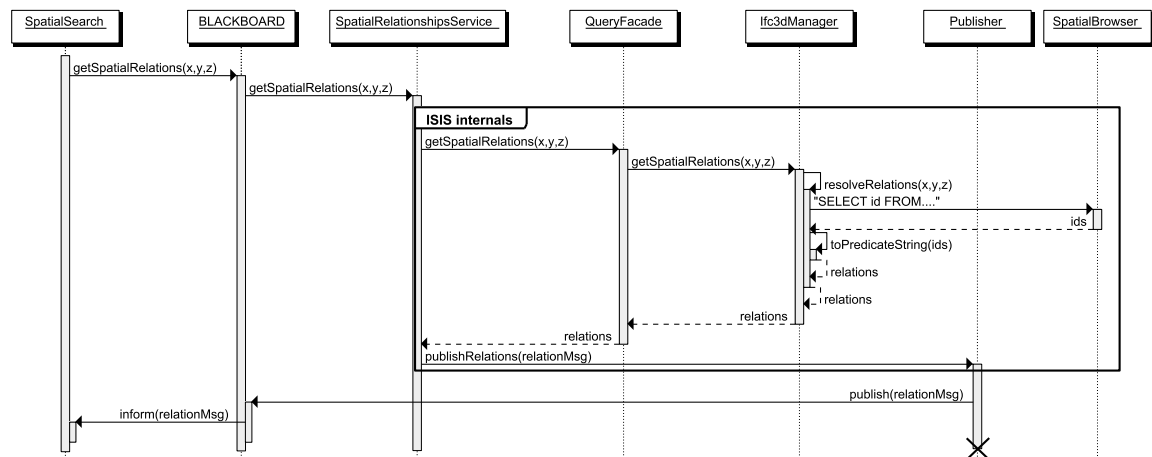 SpatialSearch
BLACKBOARD
SpatialRelationshipsService
QueryFacade
Ifc3dManager
Publisher
SpatialBrowser
getSpatialRelations(x,y,z)
getSpatialRelations(x,y,z)
ISIS internals
getSpatialRelations(x,y,z)
getSpatialRelations(x,y,z)
resolveRelations(x,y,z)
"SELECT id FROM...."
ids
toPredicateString(ids)
relations
relations
relations
relations
publishRelations(relationMsg)
publish(relationMsg)
inform(relationMsg)